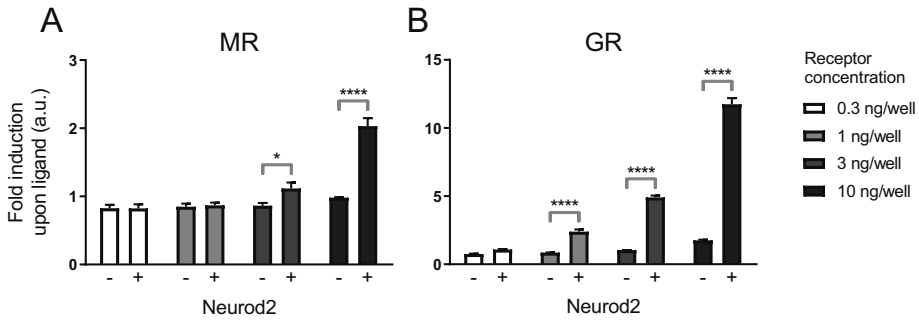 A
MR
Fold induction
upon ligand (a.u.)
3
2
1
0
*
****
- + - + - + - +
Neurod2
B
GR
15
10
5
0
****
****
****
- + - + - + - +
Neurod2
Receptor
concentration
0.3 ng/well
1 ng/well
3 ng/well
10 ng/well